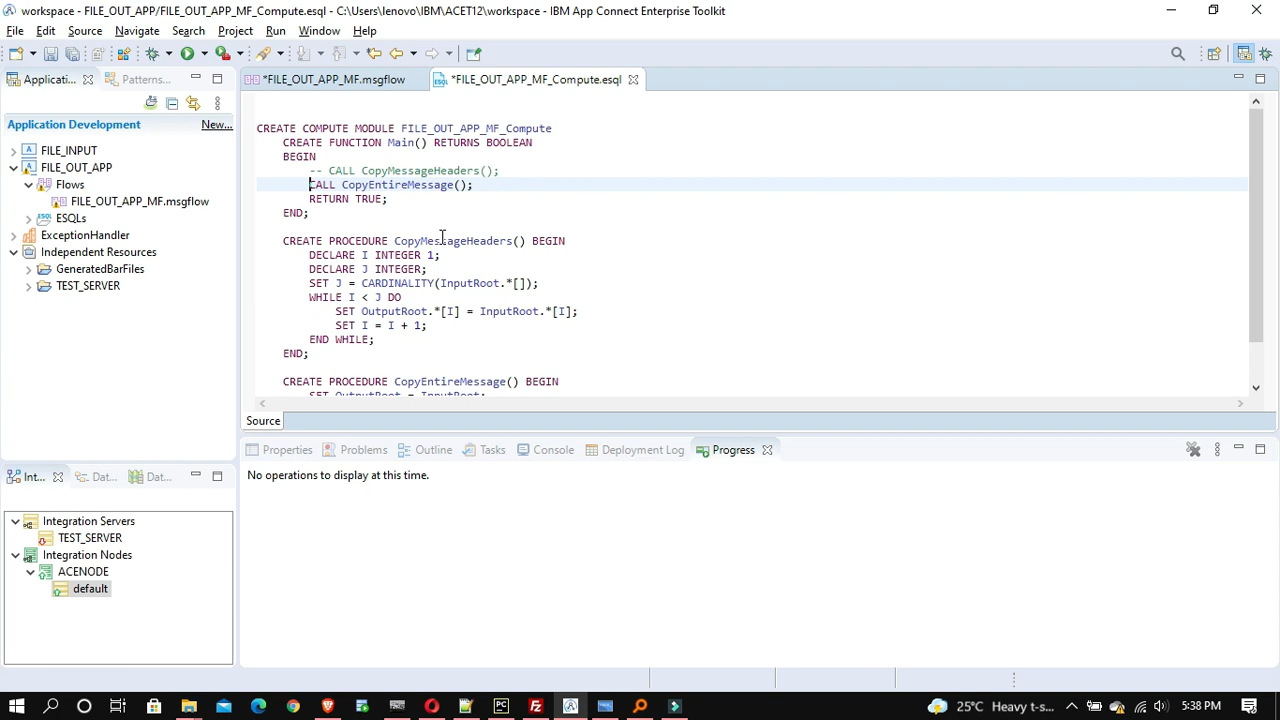 workspace - FILE_OUT_APP/FILE_OUT_APP_MF_Compute.esql - C:\Users\lenovo\IBM\ACET12\workspace - IBM App Connect Enterprise Toolkit
File Edit Source Navigate Search Project Run Window Help
Applicati... Patterns...
*FILE_OUT_APP_MF.msgflow *FILE_OUT_APP_MF_Compute.esql
Application Development New...
FILE_INPUT
FILE_OUT_APP
Flows
FILE_OUT_APP_MF.msgflow
ESQLs
ExceptionHandler
Independent Resources
GeneratedBarFiles
TEST_SERVER
CREATE COMPUTE MODULE FILE_OUT_APP_MF_Compute
CREATE FUNCTION Main() RETURNS BOOLEAN
BEGIN
-- CALL CopyMessageHeaders();
CALL CopyEntireMessage();
RETURN TRUE;
END;
CREATE PROCEDURE CopyMessageHeaders() BEGIN
DECLARE I INTEGER 1;
DECLARE J INTEGER;
SET J = CARDINALITY(InputRoot.*[]);
WHILE I < J DO
SET OutputRoot.*[I] = InputRoot.*[I];
SET I = I + 1;
END WHILE;
END;
CREATE PROCEDURE CopyEntireMessage() BEGIN
SET OutputRoot = InputRoot;
Source
Properties Problems Outline Tasks Console Deployment Log Progress
No operations to display at this time.
Int... Dat... Dat...
Integration Servers
TEST_SERVER
Integration Nodes
ACENODE
default
25°C Heavy t-s... 5:38 PM